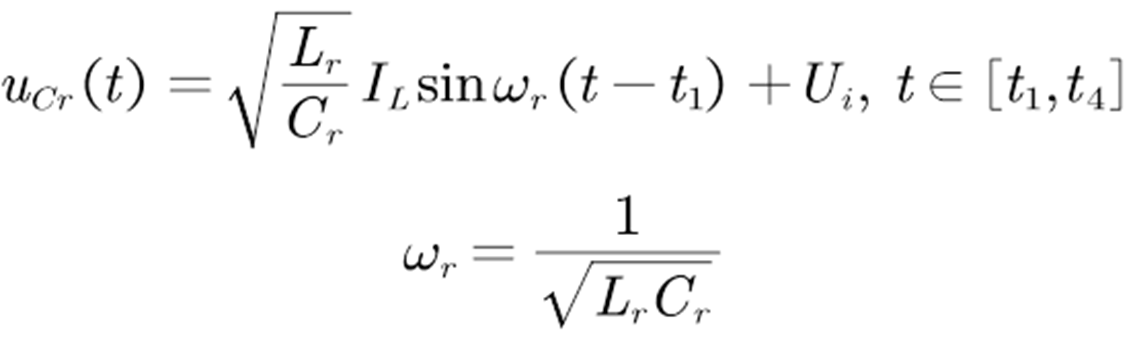 u_{Cr}(t) = \sqrt{\frac{L_r}{C_r}} I_L \sin \omega_r (t - t_1) + U_i, t \in [t_1, t_4]
\omega_r = \frac{1}{\sqrt{L_r C_r}}